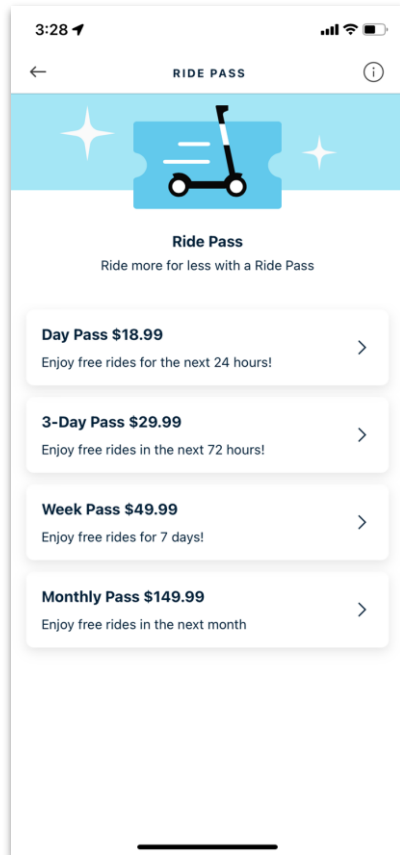 3:28
RIDE PASS
Ride Pass
Ride more for less with a Ride Pass
Day Pass $18.99
Enjoy free rides for the next 24 hours!
3-Day Pass $29.99
Enjoy free rides in the next 72 hours!
Week Pass $49.99
Enjoy free rides for 7 days!
Monthly Pass $149.99
Enjoy free rides in the next month